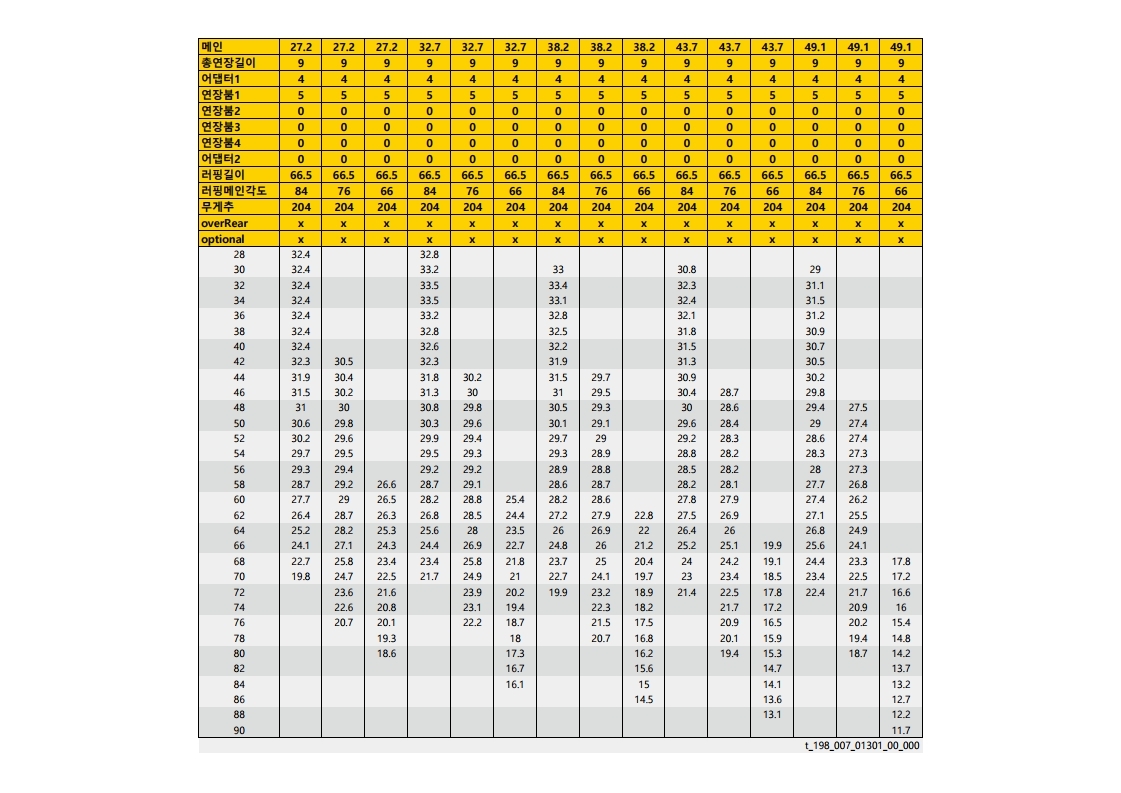 메인 27.2 27.2 27.2 32.7 32.7 32.7 38.2 38.2 38.2 43.7 43.7 43.7 49.1 49.1 49.1
총연장길이 9 9 9 9 9 9 9 9 9 9 9 9 9 9 9
어댑터1 4 4 4 4 4 4 4 4 4 4 4 4 4 4 4
연장붐1 5 5 5 5 5 5 5 5 5 5 5 5 5 5 5
연장붐2 0 0 0 0 0 0 0 0 0 0 0 0 0 0 0
연장붐3 0 0 0 0 0 0 0 0 0 0 0 0 0 0 0
연장붐4 0 0 0 0 0 0 0 0 0 0 0 0 0 0 0
어댑터2 0 0 0 0 0 0 0 0 0 0 0 0 0 0 0
러핑길이 66.5 66.5 66.5 66.5 66.5 66.5 66.5 66.5 66.5 66.5 66.5 66.5 66.5 66.5 66.5
러핑메인각도 84 76 66 84 76 66 84 76 66 84 76 66 84 76 66
무게추 204 204 204 204 204 204 204 204 204 204 204 204 204 204 204
overRear x x x x x x x x x x x x x x x
optional x x x x x x x x x x x x x x x
28 32.4 32.8
30 32.4 33.2 33 30.8 29
32 32.4 33.5 33.4 32.3 31.1
34 32.4 33.5 33.1 32.4 31.5
36 32.4 33.2 32.8 32.1 31.2
38 32.4 32.8 32.5 31.8 30.9
40 32.4 32.6 32.2 31.5 30.7
42 32.3 30.5 32.3 31.9 31.3 30.5
44 31.9 30.4 31.8 30.2 31.5 29.7 30.9 30.2
46 31.5 30.2 31.3 30 31 29.5 30.4 28.7 29.8
48 31 30 30.8 29.8 30.5 29.3 30 28.6 29.4 27.5
50 30.6 29.8 30.3 29.6 30.1 29.1 29.6 28.4 29 27.4
52 30.2 29.6 29.9 29.4 29.7 29 29.2 28.3 28.6 27.4
54 29.7 29.5 29.5 29.3 29.3 28.9 28.8 28.2 28.3 27.3
56 29.3 29.4 29.2 29.2 28.9 28.8 28.5 28.2 28 27.3
58 28.7 29.2 26.6 28.7 29.1 28.6 28.7 28.2 28.1 27.7 26.8
60 27.7 29 26.5 28.2 28.8 25.4 28.2 28.6 27.8 27.9 27.4 26.2
62 26.4 28.7 26.3 26.8 28.5 24.4 27.2 27.9 22.8 27.5 26.9 27.1 25.5
64 25.2 28.2 25.3 25.6 28 23.5 26 26.9 22 26.4 26 26.8 24.9
66 24.1 27.1 24.3 24.4 26.9 22.7 24.8 26 21.2 25.2 25.1 19.9 25.6 24.1
68 22.7 25.8 23.4 23.4 25.8 21.8 23.7 25 20.4 24 24.2 19.1 24.4 23.3 17.8
70 19.8 24.7 22.5 21.7 24.9 21 22.7 24.1 19.7 23 23.4 18.5 23.4 22.5 17.2
72 23.6 21.6 23.9 20.2 19.9 23.2 18.9 21.4 22.5 17.8 22.4 21.7 16.6
74 22.6 20.8 23.1 19.4 22.3 18.2 21.7 17.2 20.9 16
76 20.7 20.1 22.2 18.7 21.5 17.5 20.9 16.5 20.2 15.4
78 19.3 18 20.7 16.8 20.1 15.9 19.4 14.8
80 18.6 17.3 16.2 19.4 15.3 18.7 14.2
82 16.7 15.6 14.7 13.7
84 16.1 15 14.1 13.2
86 14.5 13.6 12.7
88 13.1 12.2
90 11.7
t_198_007_01301_00_000